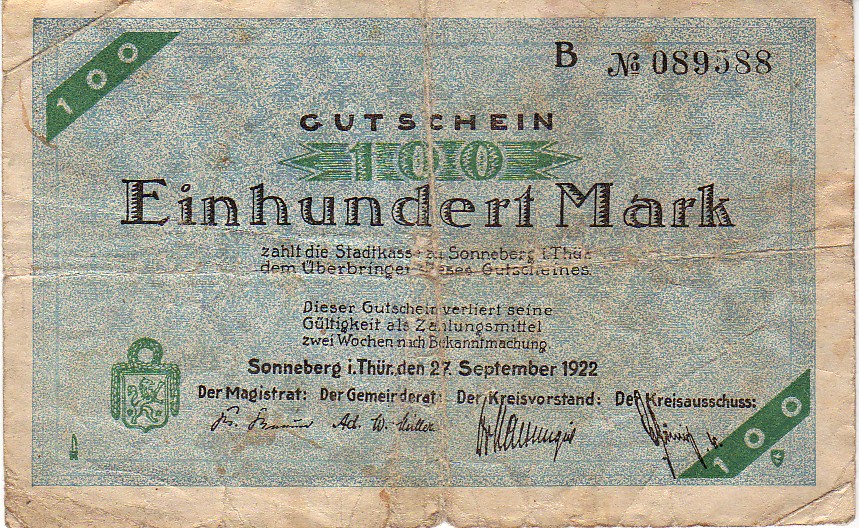 100
B № 089588
GUTSCHEIN
100
Einhundert Mark
zahlt die Stadtkasse zu Sonneberg i.Thür.
dem Überbringer dieses Gutscheines.
Dieser Gutschein verliert seine
Gültigkeit als Zahlungsmittel
zwei Wochen nach Bekanntmachung.
Sonneberg i.Thür. den 27. September 1922
Der Magistrat: Der Gemeinderat: Der Kreisvorstand: Der Kreisausschuss:
Ad. W. Müller
100